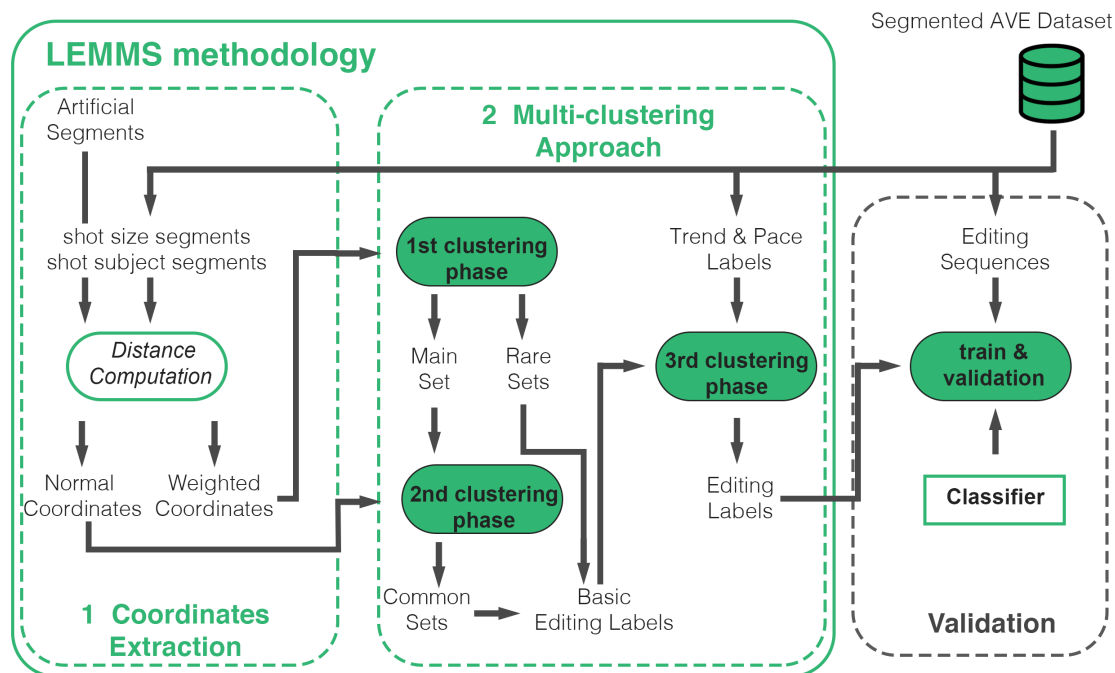 Segmented AVE Dataset
LEMMS methodology
Artificial
Segments
shot size segments
shot subject segments
Distance
Computation
Normal
Coordinates
Weighted
Coordinates
1 Coordinates
Extraction
2 Multi-clustering
Approach
1st clustering
phase
Main
Set
Rare
Sets
2nd clustering
phase
Common
Sets
Basic
Editing Labels
Trend & Pace
Labels
3rd clustering
phase
Editing
Labels
Editing
Sequences
train &
validation
Classifier
Validation